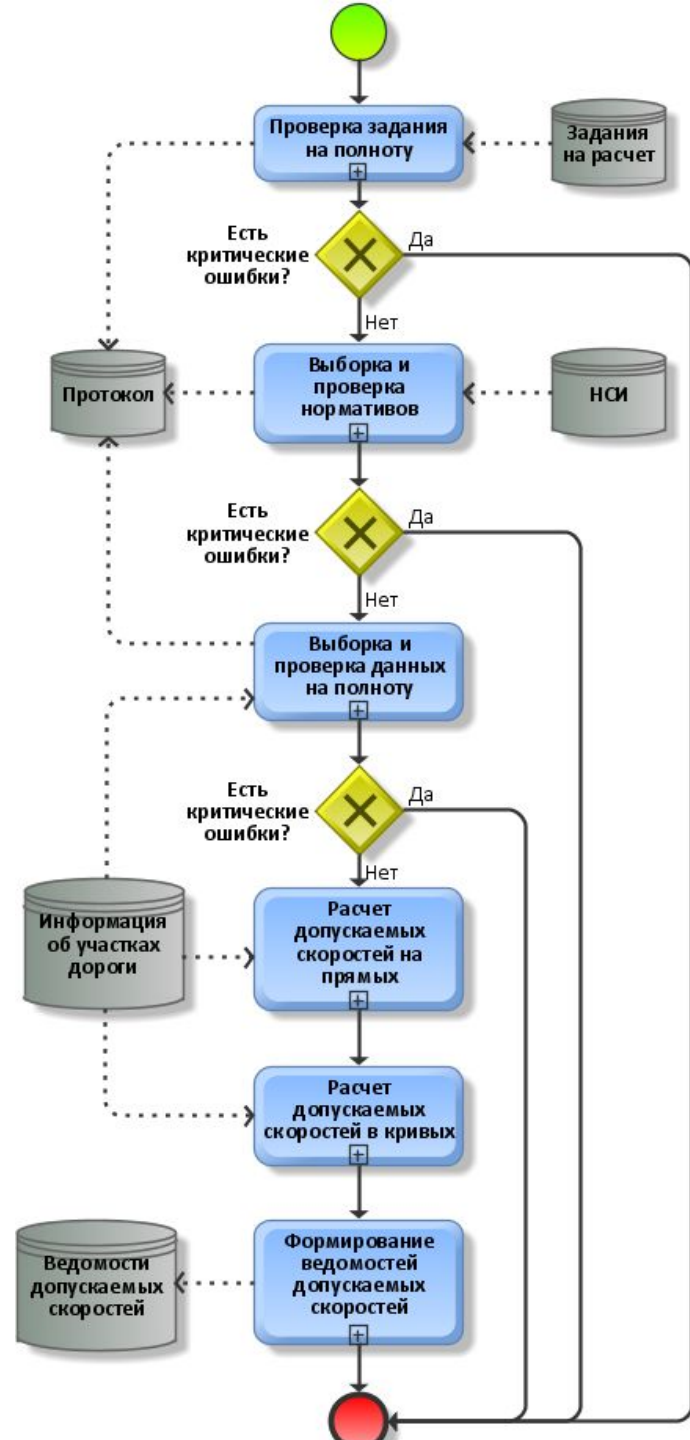 Проверка задания
на полноту
Задания
на расчет
Есть
критические
ошибки?
Да
Нет
Протокол
Выборка и
проверка
нормативов
НСИ
Есть
критические
ошибки?
Да
Нет
Выборка и
проверка данных
на полноту
Есть
критические
ошибки?
Да
Нет
Информация
об участках
дороги
Расчет
допускаемых
скоростей на
прямых
Расчет
допускаемых
скоростей в кривых
Ведомости
допускаемых
скоростей
Формирование
ведомостей
допускаемых
скоростей